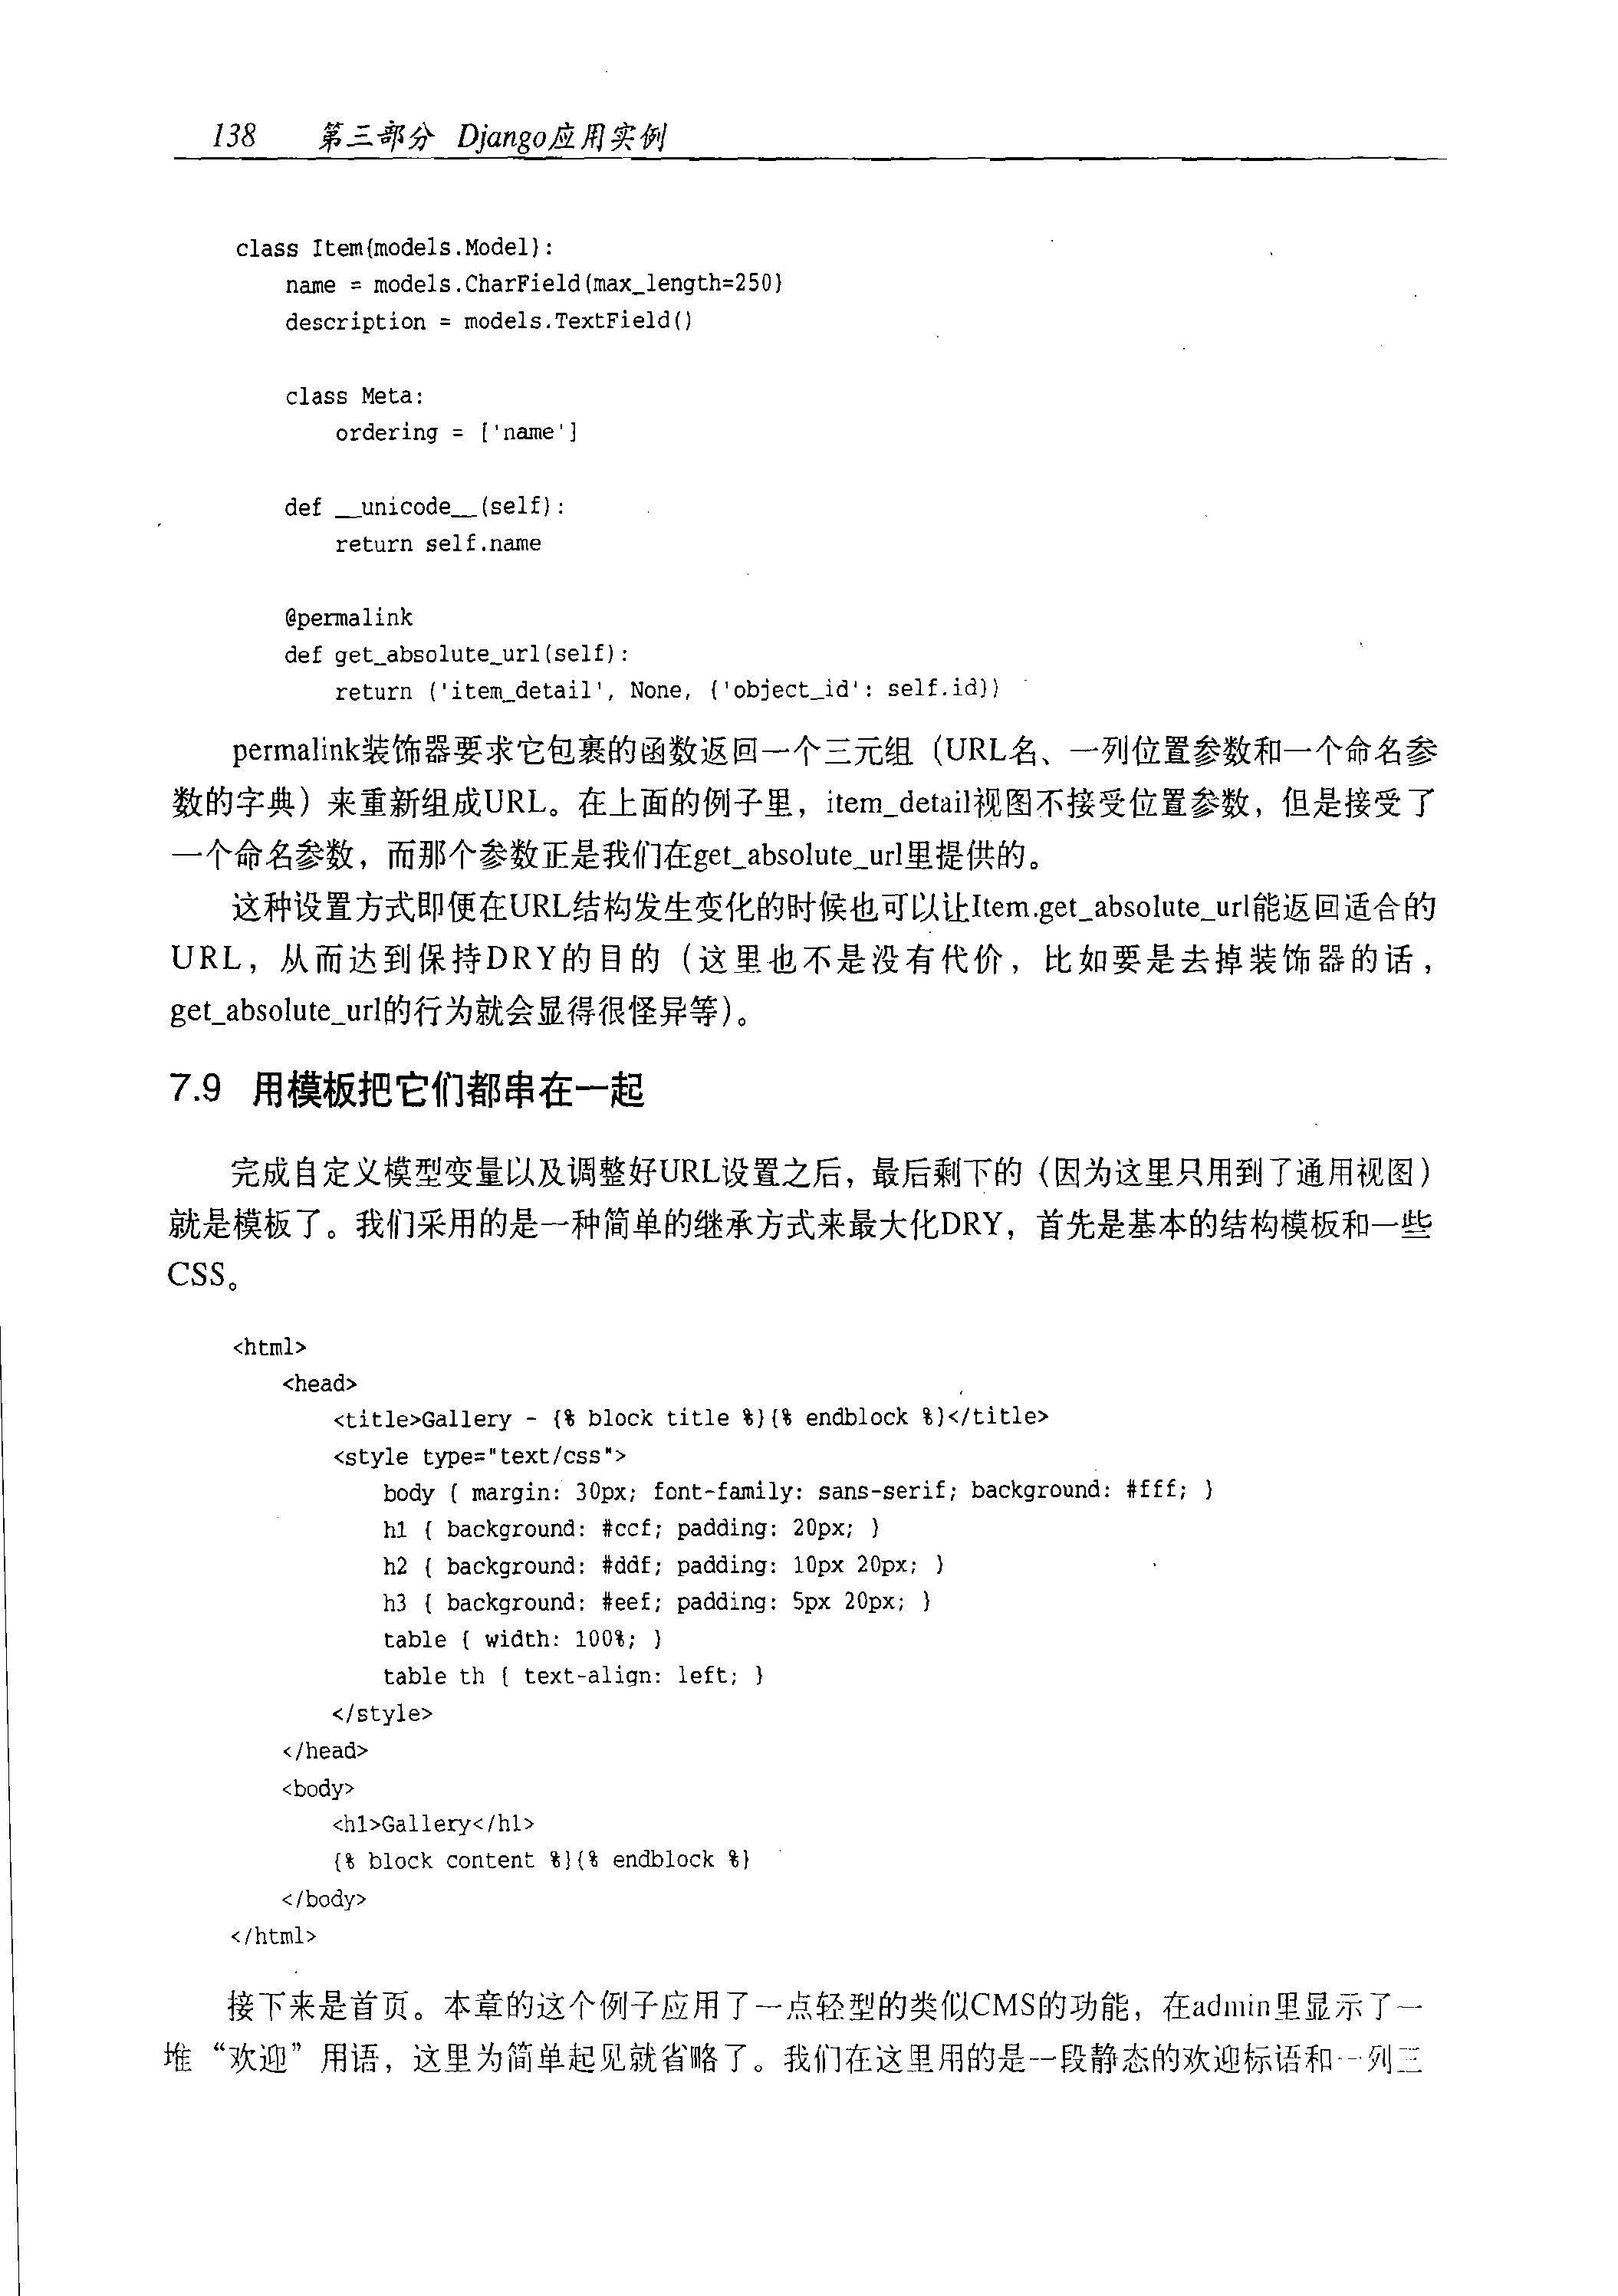 138 第三部分 Django应用实例
class Item(models.Model):
    name = models.CharField(max_length=250)
    description = models.TextField()
    class Meta:
        ordering = ['name']
    def __unicode__(self):
        return self.name
    @permalink
    def get_absolute_url(self):
        return ('item_detail', None, {'object_id': self.id})
permalink装饰器要求它包裹的函数返回一个三元组（URL名、一列位置参数和一个命名参
数的字典）来重新组成URL。在上面的例子里，item_detail视图不接受位置参数，但是接受了
一个命名参数，而那个参数正是我们在get_absolute_url里提供的。
这种设置方式即便在URL结构发生变化的时候也可以让Item.get_absolute_url能返回适合的
URL，从而达到保持DRY的目的（这里也不是没有代价，比如要是去掉装饰器的话，
get_absolute_url的行为就会显得很怪异等）。
7.9 用模板把它们都串在一起
完成自定义模型变量以及调整好URL设置之后，最后剩下的（因为这里只用到了通用视图）
就是模板了。我们采用的是一种简单的继承方式来最大化DRY，首先是基本的结构模板和一些
CSS。
<html>
    <head>
        <title>Gallery - {% block title %}{% endblock %}</title>
        <style type="text/css">
            body { margin: 30px; font-family: sans-serif; background: #fff; }
            h1 { background: #ccf; padding: 20px; }
            h2 { background: #ddf; padding: 10px 20px; }
            h3 { background: #eef; padding: 5px 20px; }
            table { width: 100%; }
            table th { text-align: left; }
        </style>
    </head>
    <body>
        <h1>Gallery</h1>
        {% block content %}{% endblock %}
    </body>
</html>
接下来是首页。本章的这个例子应用了一点轻型的类似CMS的功能，在admin里显示了一
堆“欢迎”用语，这里为简单起见就省略了。我们在这里用的是一段静态的欢迎标语和一列三